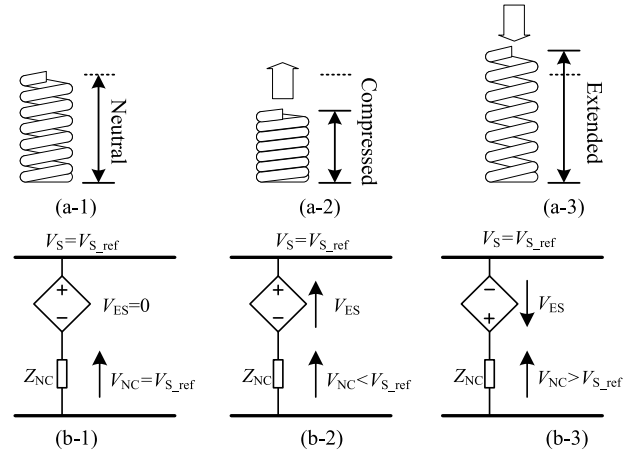 Neutral
Compressed
Extended
(a-1)
(a-2)
(a-3)
V_S=V_S_ref
V_S=V_S_ref
V_S=V_S_ref
+
−
V_ES=0
+
−
V_ES
−
+
V_ES
Z_NC
V_NC=V_S_ref
Z_NC
V_NC<V_S_ref
Z_NC
V_NC>V_S_ref
(b-1)
(b-2)
(b-3)